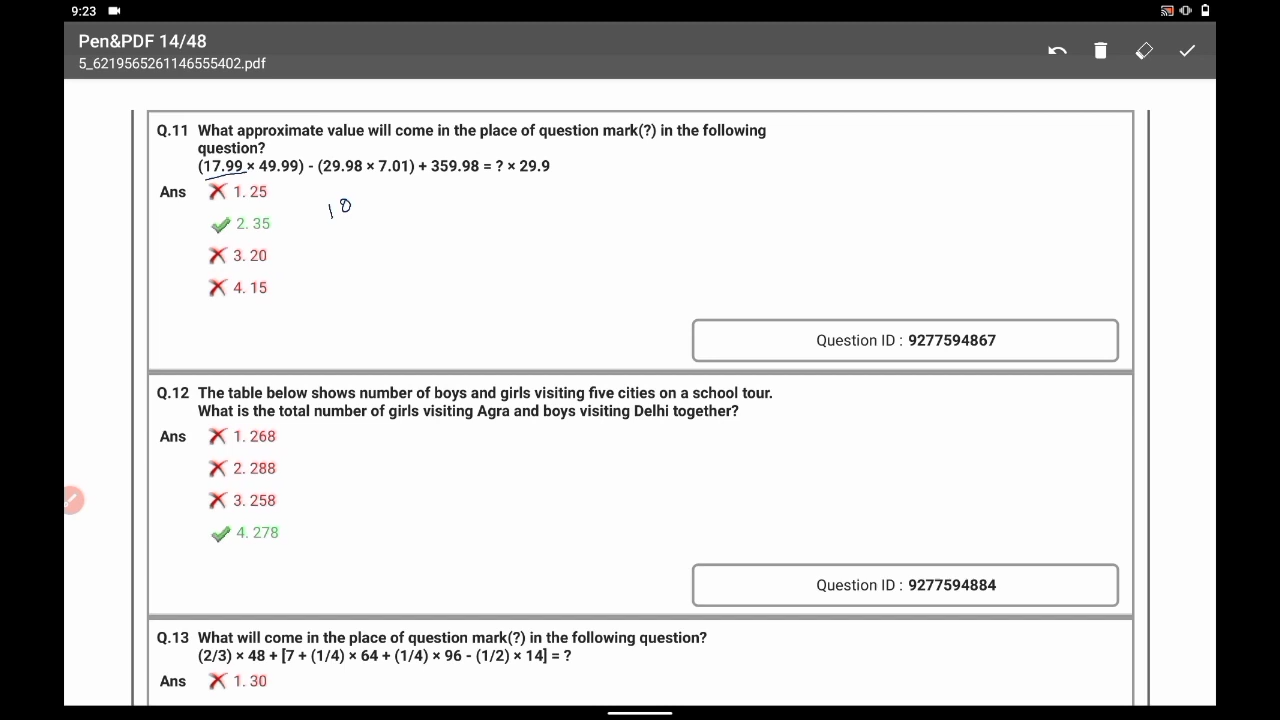 9:23
Pen&PDF 14/48
5_6219565261146555402.pdf
Q.11 What approximate value will come in the place of question mark(?) in the following
question?
(17.99 × 49.99) - (29.98 × 7.01) + 359.98 = ? × 29.9
Ans 1. 25
18
2. 35
3. 20
4. 15
Question ID : 9277594867
Q.12 The table below shows number of boys and girls visiting five cities on a school tour.
What is the total number of girls visiting Agra and boys visiting Delhi together?
Ans 1. 268
2. 288
3. 258
4. 278
Question ID : 9277594884
Q.13 What will come in the place of question mark(?) in the following question?
(2/3) × 48 + [7 + (1/4) × 64 + (1/4) × 96 - (1/2) × 14] = ?
Ans 1. 30